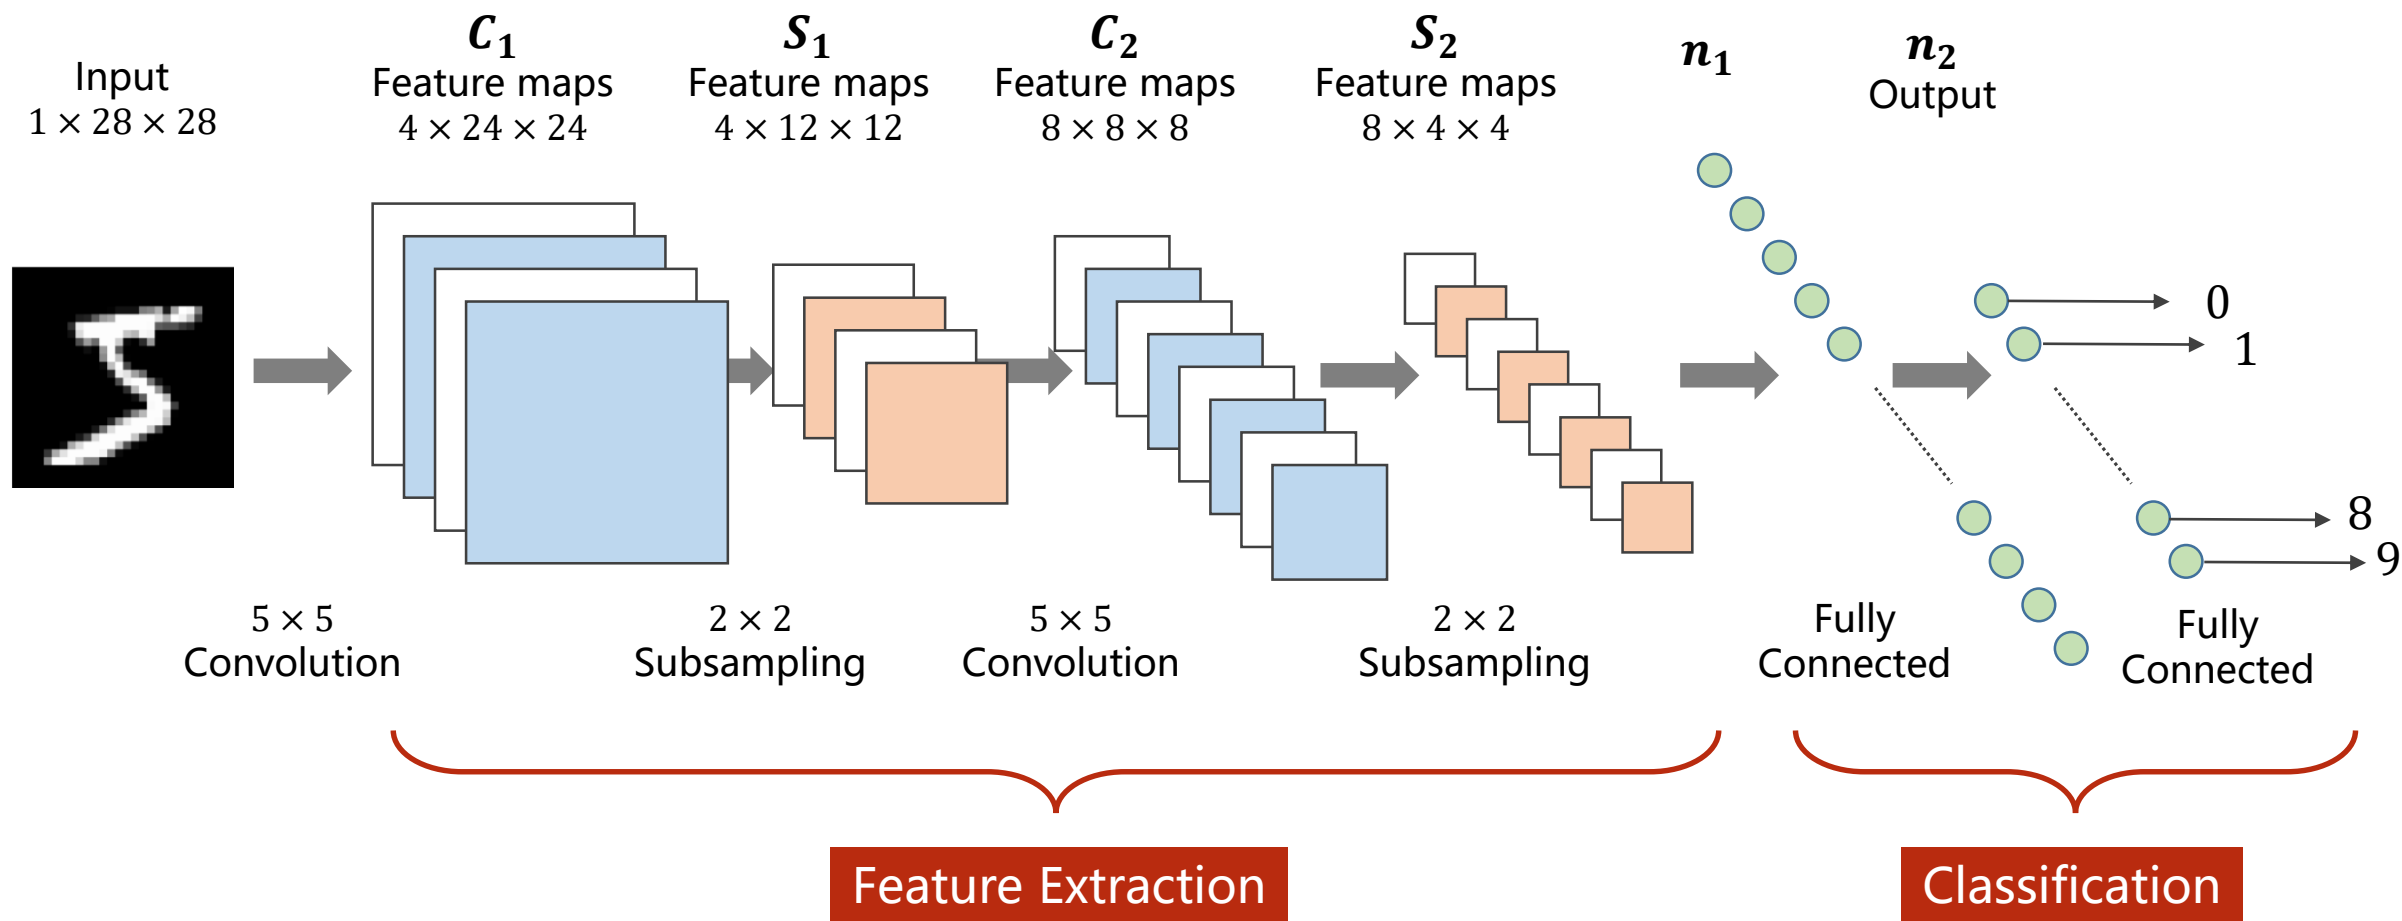 Input
1 × 28 × 28
C₁
Feature maps
4 × 24 × 24
S₁
Feature maps
4 × 12 × 12
C₂
Feature maps
8 × 8 × 8
S₂
Feature maps
8 × 4 × 4
n₁
n₂
Output
0
1
8
9
5 × 5
Convolution
2 × 2
Subsampling
5 × 5
Convolution
2 × 2
Subsampling
Fully
Connected
Fully
Connected
Feature Extraction
Classification